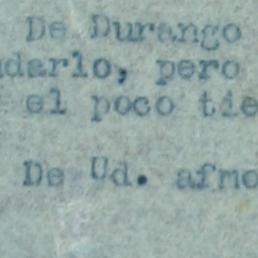 De Durango
darlo, pero
el poco tie
De Ud. afmo